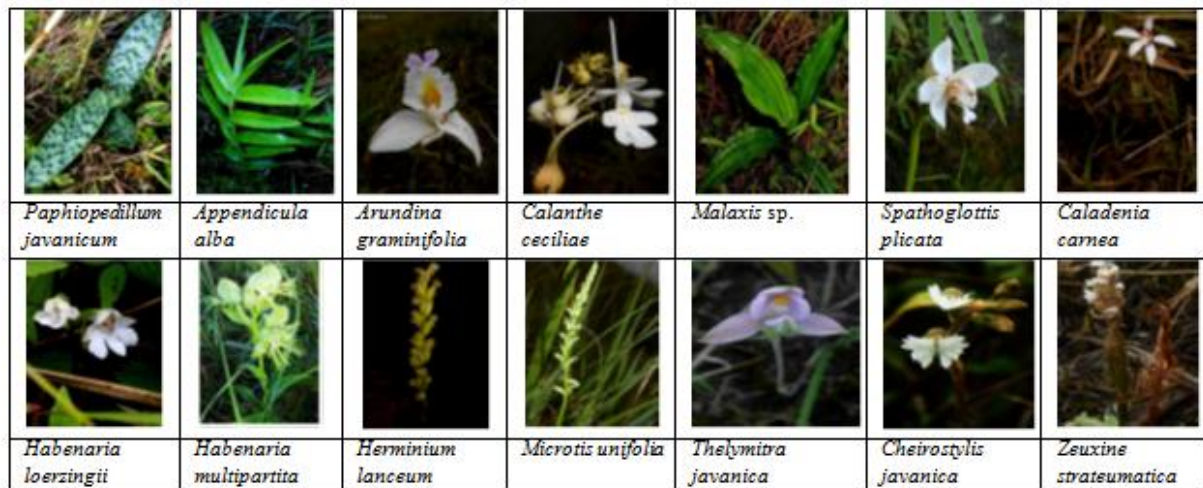 Paphiopedillum
javanicum
Appendicula
alba
Arundina
graminifolia
Calanthe
ceciliae
Malaxis sp.
Spathoglottis
plicata
Caladenia
carnea
Habenaria
loerzingii
Habenaria
multipartita
Herminium
lanceum
Microtis unifolia
Thelymitra
javanica
Cheirostylis
javanica
Zeuxine
strateumatica